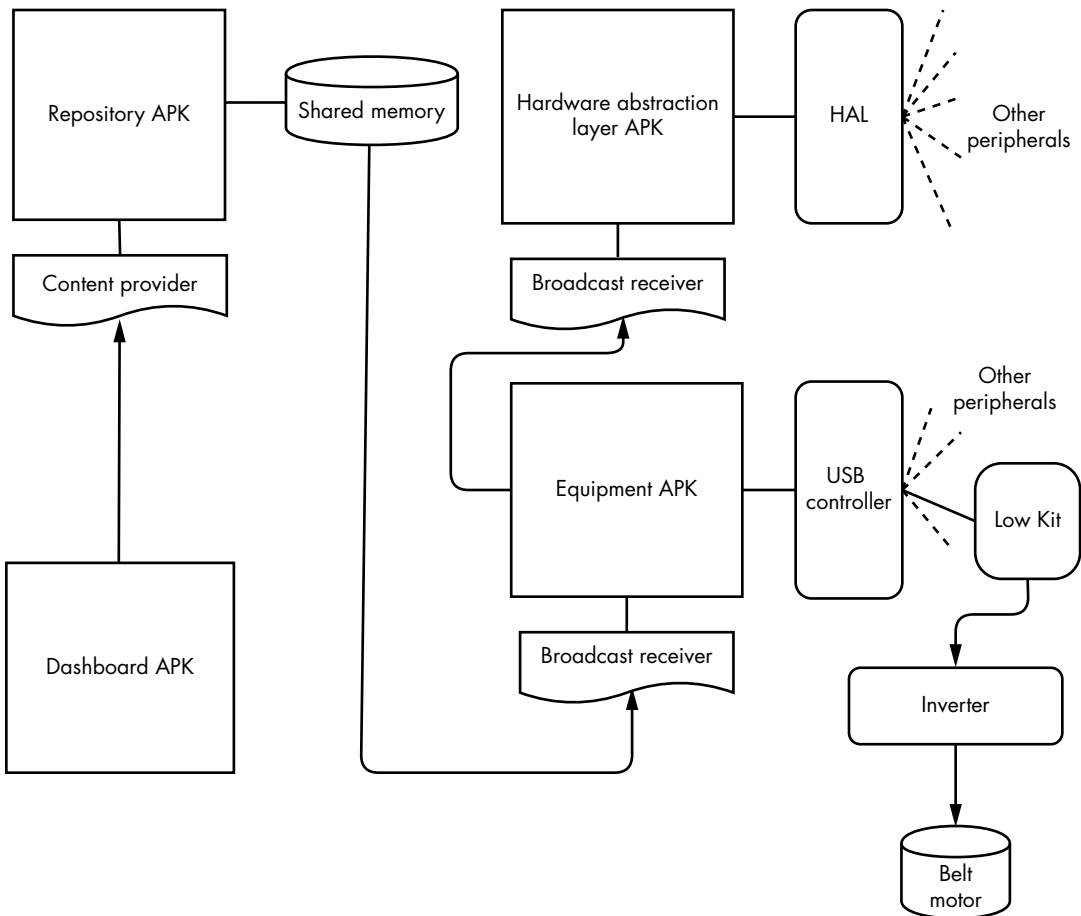 Repository APK
Shared memory
Hardware abstraction
layer APK
HAL
Other
peripherals
Content provider
Broadcast receiver
Other
peripherals
Equipment APK
USB
controller
Low Kit
Dashboard APK
Broadcast receiver
Inverter
Belt
motor